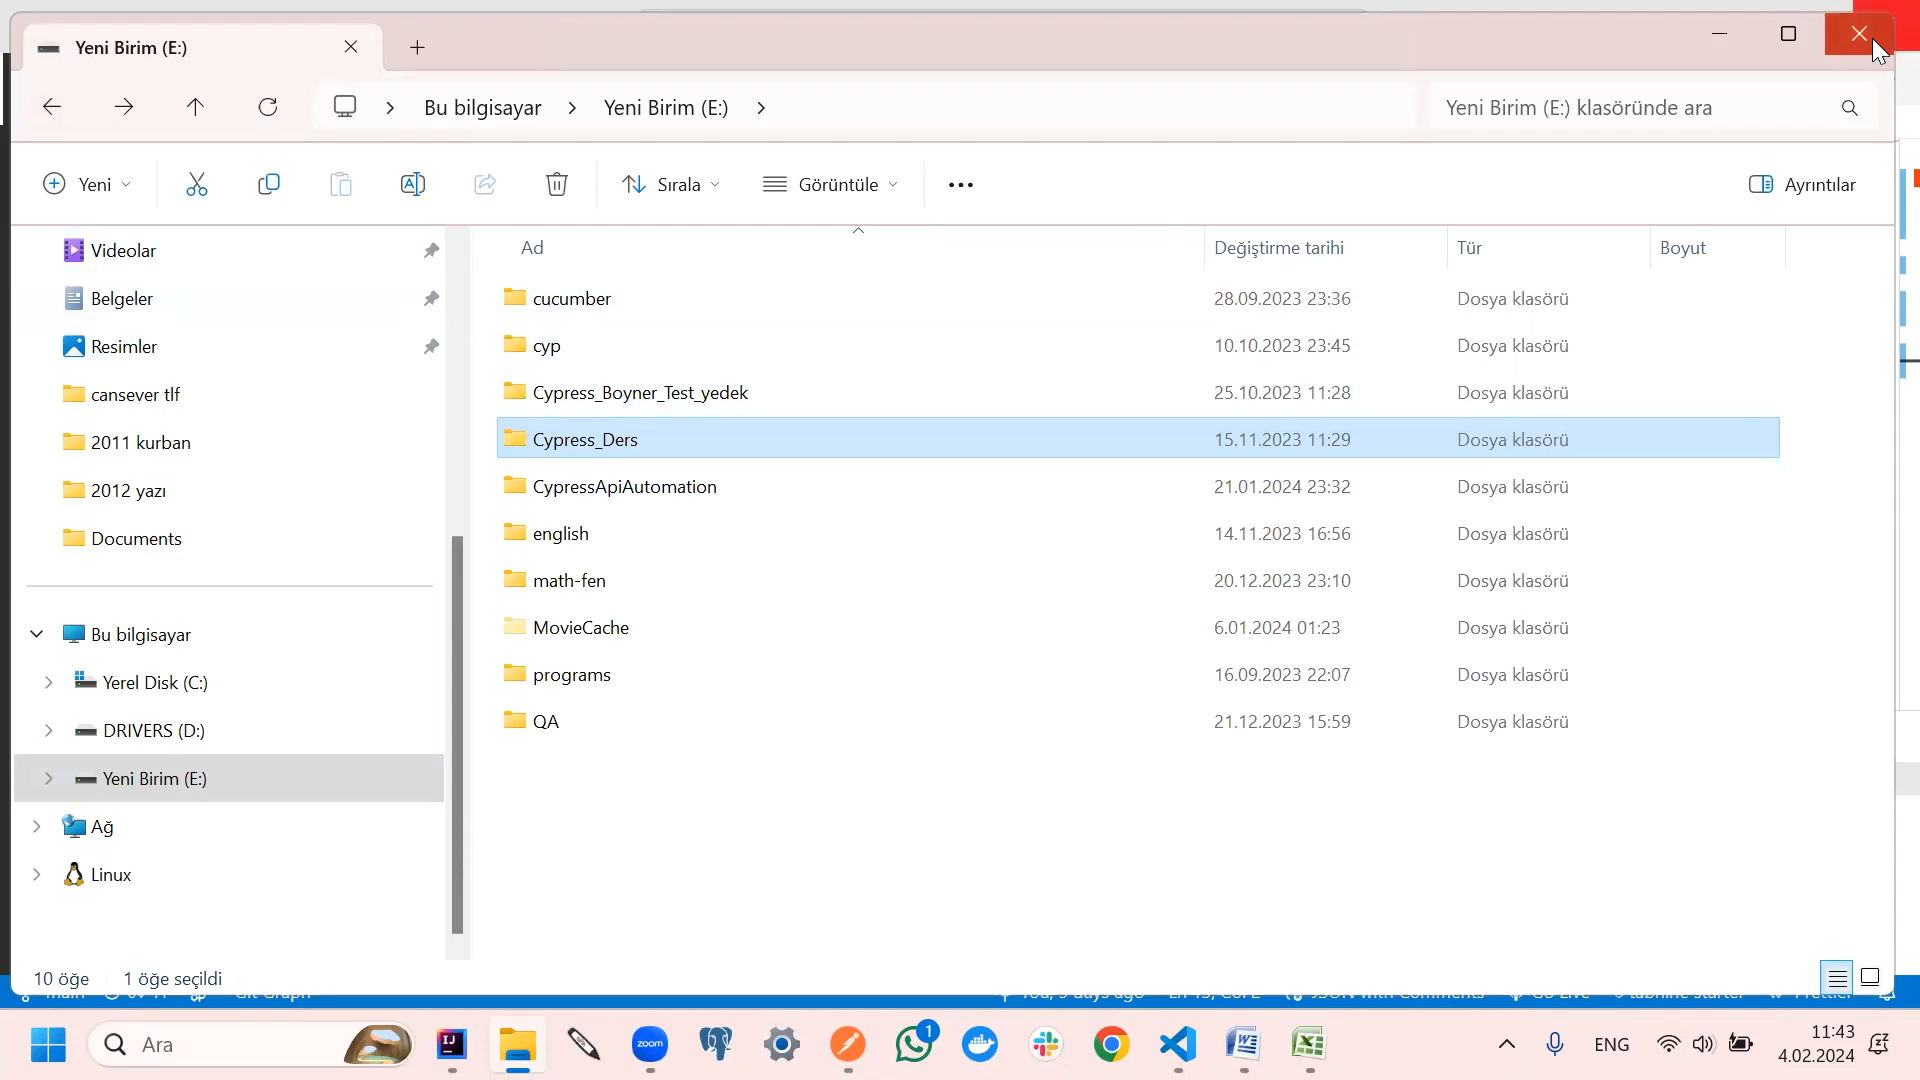 Yeni Birim (E:)
Bu bilgisayar Yeni Birim (E:)
Yeni Birim (E:) klasöründe ara
Yeni
Sırala
Görüntüle
Ayrıntılar
Videolar
Belgeler
Resimler
cansever tlf
2011 kurban
2012 yazı
Documents
Bu bilgisayar
Yerel Disk (C:)
DRIVERS (D:)
Yeni Birim (E:)
Ağ
Linux
Ad Değiştirme tarihi Tür Boyut
cucumber 28.09.2023 23:36 Dosya klasörü
cyp 10.10.2023 23:45 Dosya klasörü
Cypress_Boyner_Test_yedek 25.10.2023 11:28 Dosya klasörü
Cypress_Ders 15.11.2023 11:29 Dosya klasörü
CypressApiAutomation 21.01.2024 23:32 Dosya klasörü
english 14.11.2023 16:56 Dosya klasörü
math-fen 20.12.2023 23:10 Dosya klasörü
MovieCache 6.01.2024 01:23 Dosya klasörü
programs 16.09.2023 22:07 Dosya klasörü
QA 21.12.2023 15:59 Dosya klasörü
10 öğe 1 öğe seçildi
Ara
IJ
zoom
1
ENG
11:43
4.02.2024